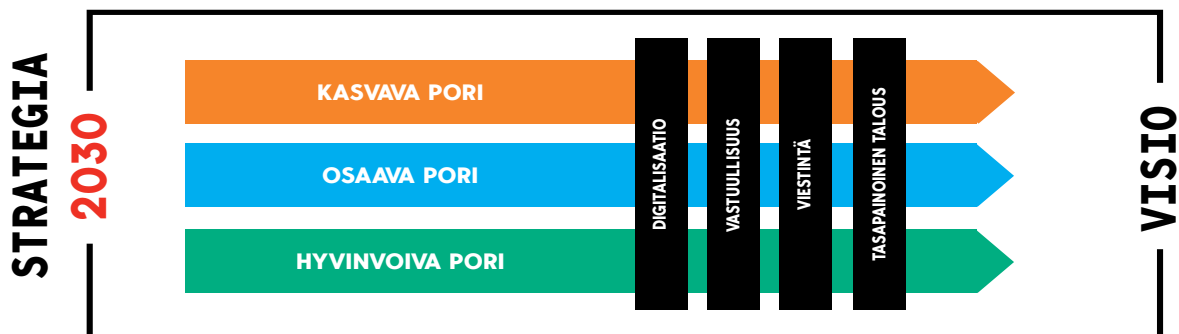 STRATEGIA
2030
KASVAVA PORI
OSAAVA PORI
HYVINVOIVA PORI
DIGITALISAATIO
VASTUULLISUUS
VIESTINTÄ
TASAPAINOINEN TALOUS
VISIO